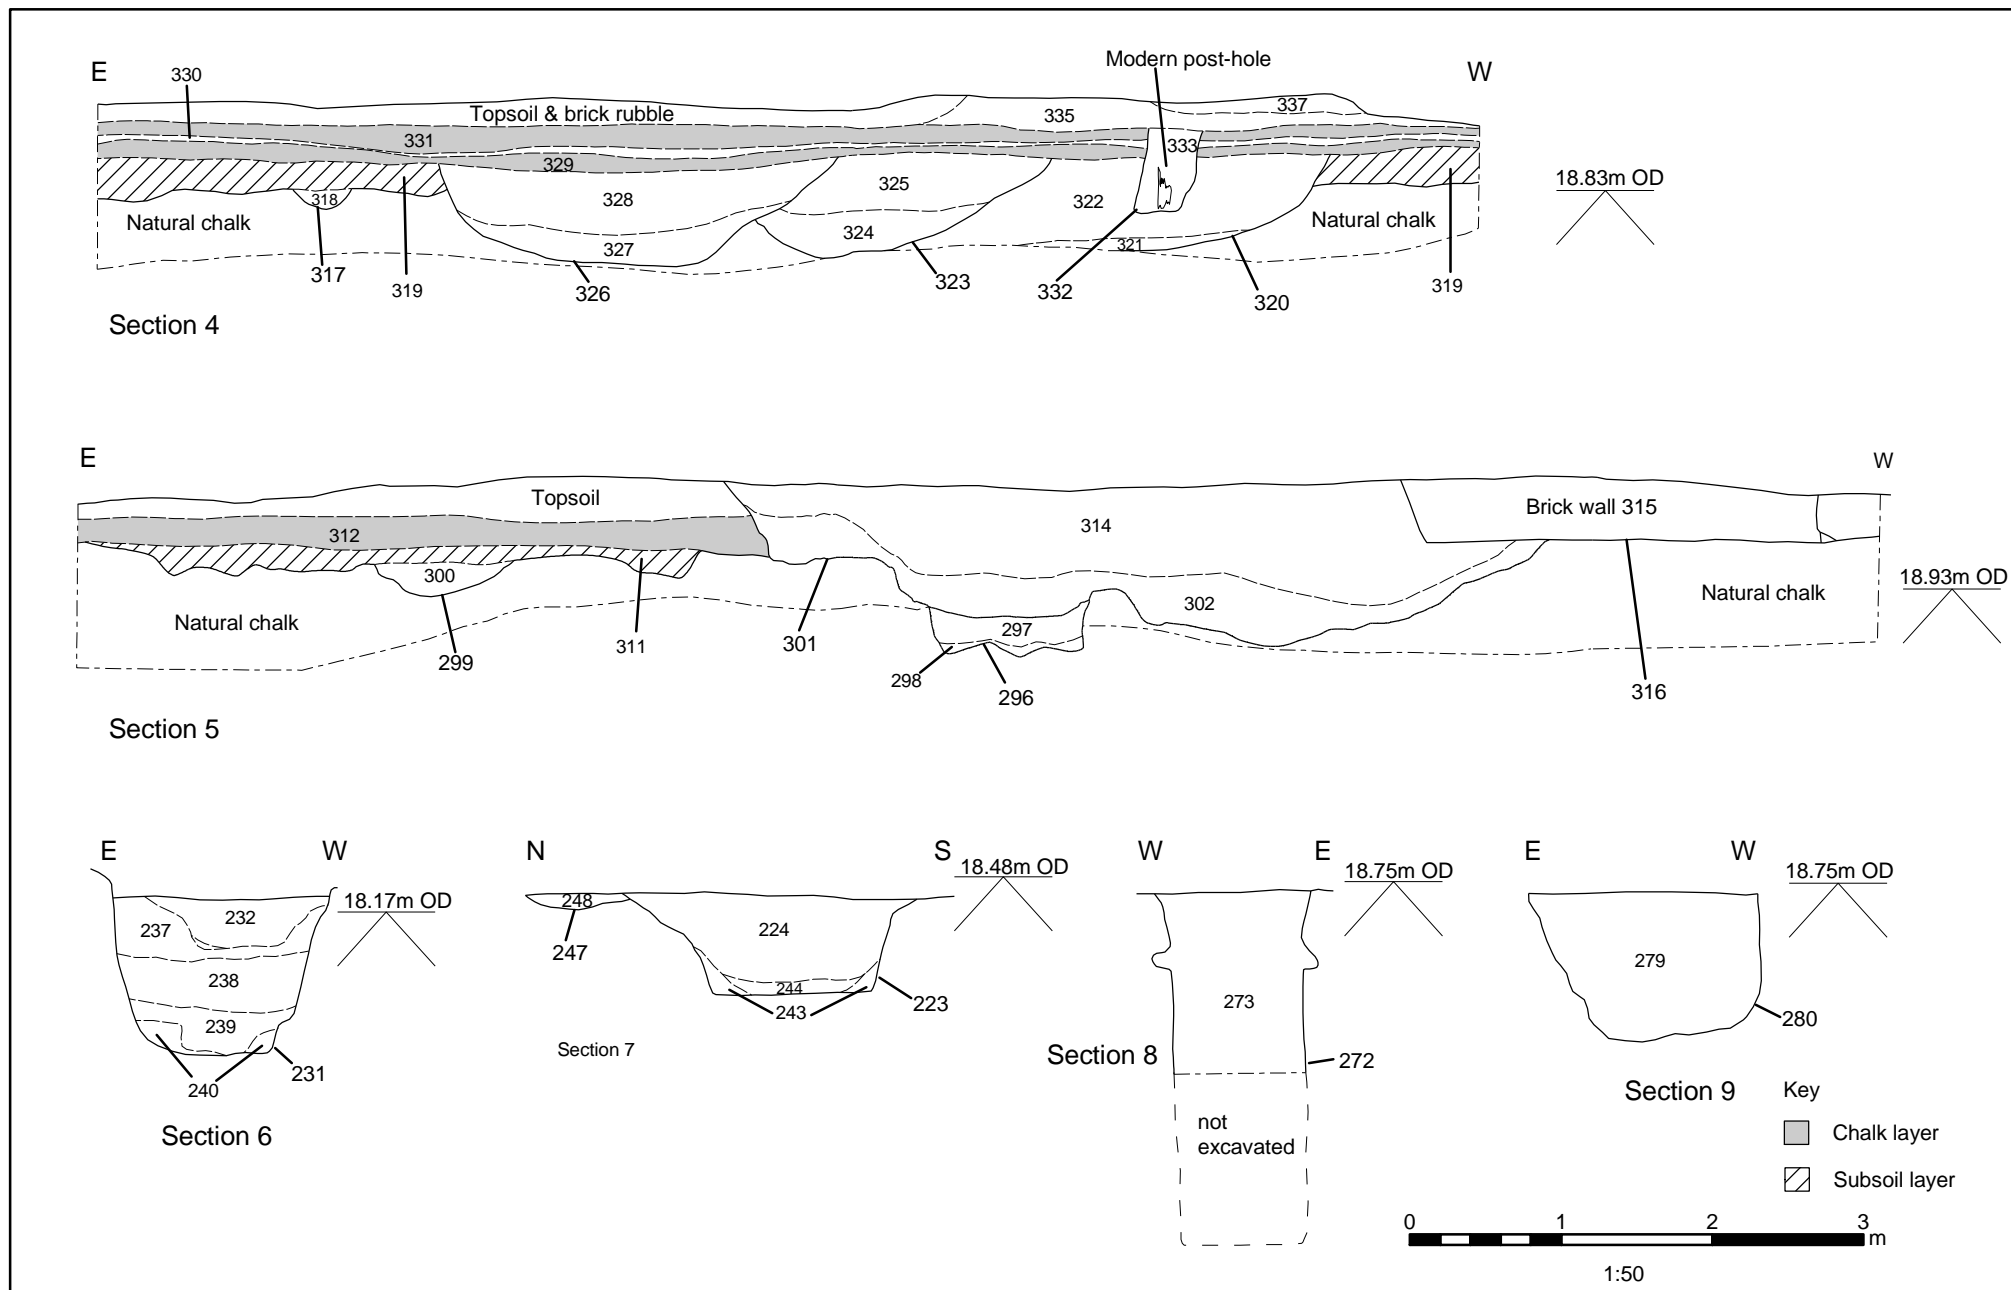 E
330
Modern post-hole
W
Topsoil & brick rubble
335
337
331
329
333
318
328
325
322
18.83m OD
Natural chalk
324
321
Natural chalk
327
317
319
326
323
332
320
319
Section 4
E
W
Topsoil
Brick wall 315
312
314
300
18.93m OD
Natural chalk
302
Natural chalk
297
311
301
299
298
296
316
Section 5
E
W
N
S
18.48m OD
W
E
18.75m OD
E
W
18.75m OD
18.17m OD
232
237
248
224
247
238
244
243
223
273
279
280
239
240
231
Section 7
Section 8
272
Section 9
Section 6
not
excavated
Key
Chalk layer
Subsoil layer
0 1 2 3
m
1:50